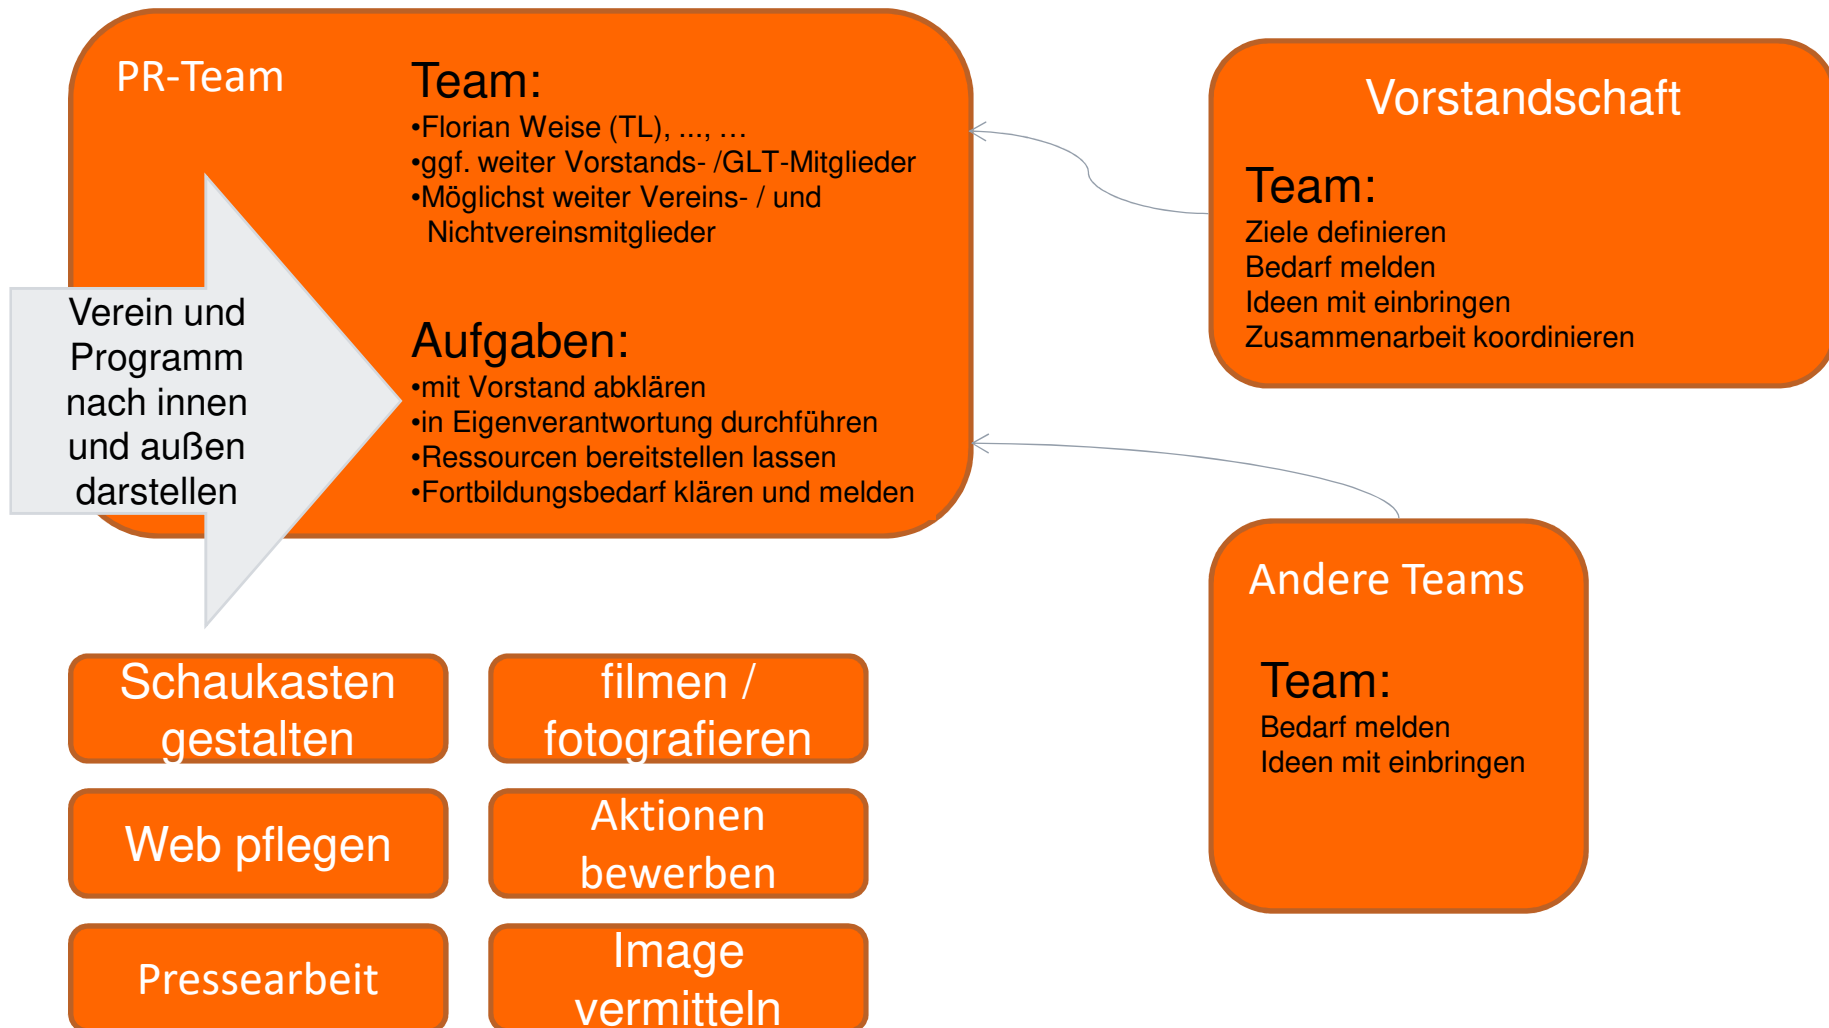 PR-Team
Team:
•Florian Weise (TL), ..., …
•ggf. weiter Vorstands- /GLT-Mitglieder
•Möglichst weiter Vereins- / und
Nichtvereinsmitglieder
Verein und
Programm
nach innen
und außen
darstellen
Aufgaben:
•mit Vorstand abklären
•in Eigenverantwortung durchführen
•Ressourcen bereitstellen lassen
•Fortbildungsbedarf klären und melden
Vorstandschaft
Team:
Ziele definieren
Bedarf melden
Ideen mit einbringen
Zusammenarbeit koordinieren
Andere Teams
Team:
Bedarf melden
Ideen mit einbringen
Schaukasten
gestalten
filmen /
fotografieren
Web pflegen
Aktionen
bewerben
Pressearbeit
Image
vermitteln